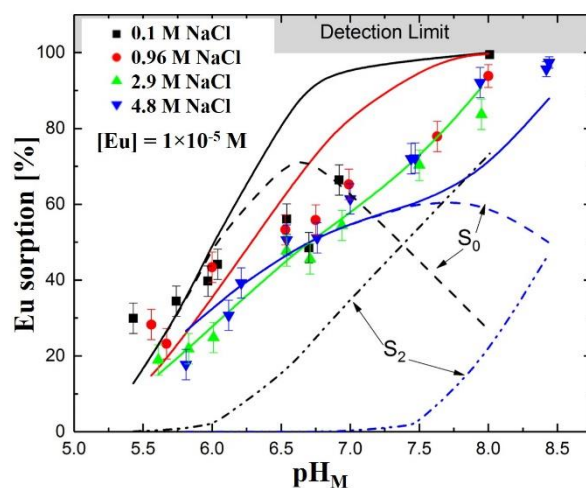 Detection Limit
0.1 M NaCl
0.96 M NaCl
2.9 M NaCl
4.8 M NaCl
[Eu] = 1×10⁻⁵ M
Eu sorption [%]
100
80
60
40
20
0
S₀
S₂
5.0 5.5 6.0 6.5 7.0 7.5 8.0 8.5
pH_M